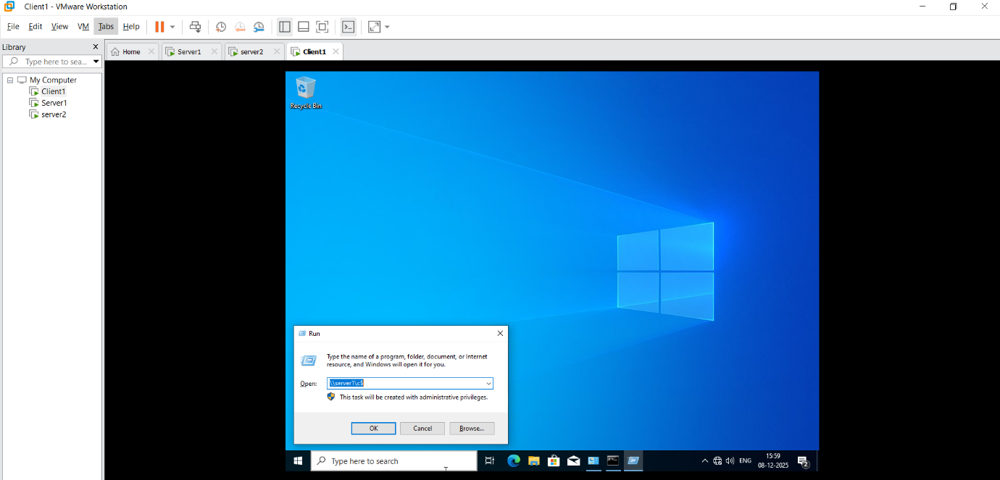 Client1 - VMware Workstation
File Edit View VM Tabs Help
Library
Type here to sea...
Home
Server1
server2
Client1
My Computer
Client1
Server1
server2
Recycle Bin
Run
Type the name of a program, folder, document, or Internet
resource, and Windows will open it for you.
Open: \\server1\c$
This task will be created with administrative privileges.
OK Cancel Browse...
Type here to search
ENG
15:59
08-12-2025
2